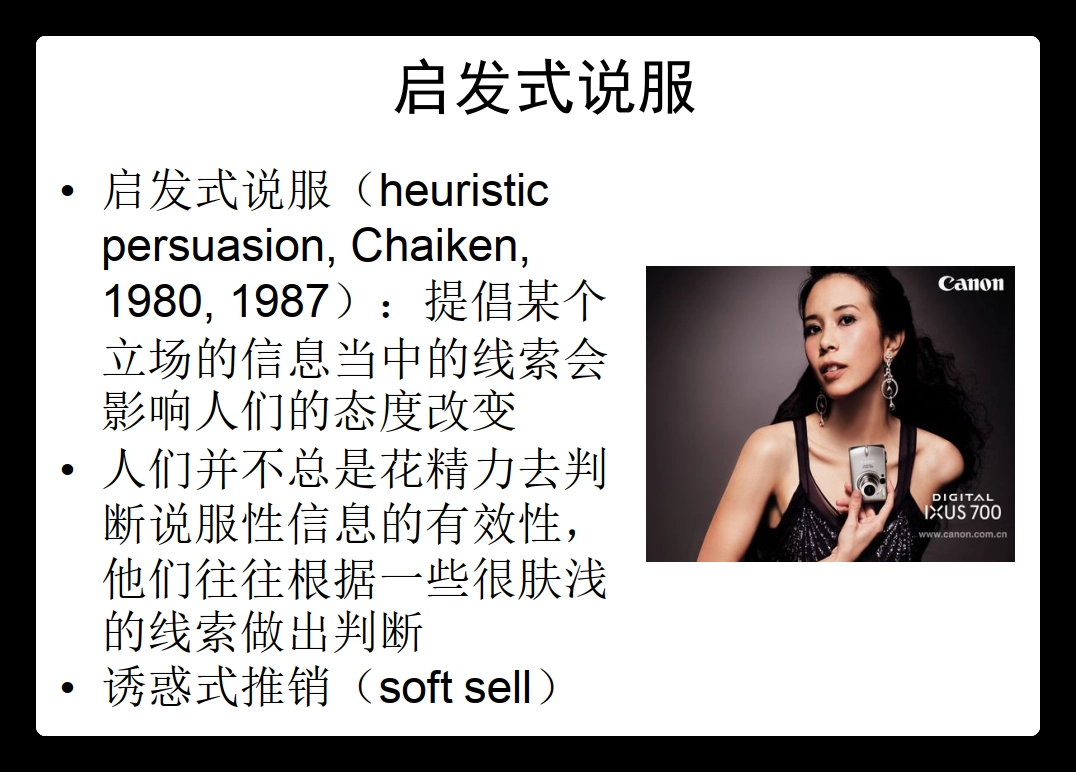 启发式说服
• 启发式说服（heuristic
persuasion, Chaiken,
1980, 1987）：提倡某个
立场的信息当中的线索会
影响人们的态度改变
• 人们并不总是花精力去判
断说服性信息的有效性，
他们往往根据一些很肤浅
的线索做出判断
• 诱惑式推销（soft sell）
Canon
DIGITAL
IXUS 700
www.canon.com.cn